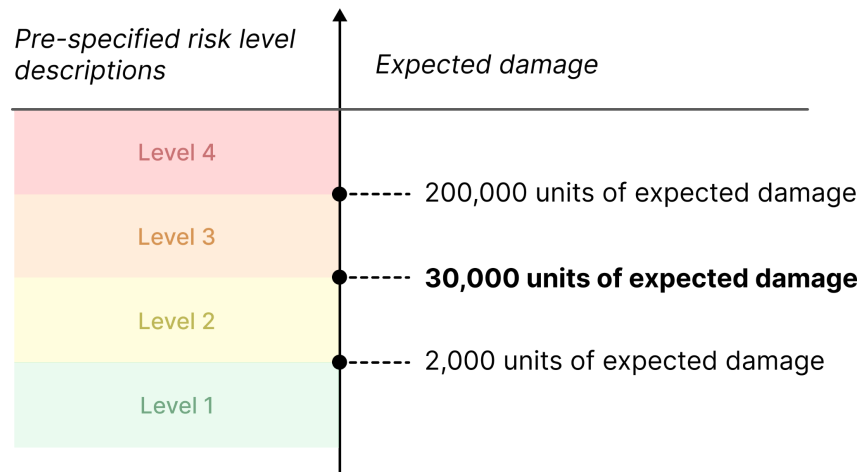 Pre-specified risk level
descriptions
Expected damage
Level 4
200,000 units of expected damage
Level 3
30,000 units of expected damage
Level 2
2,000 units of expected damage
Level 1